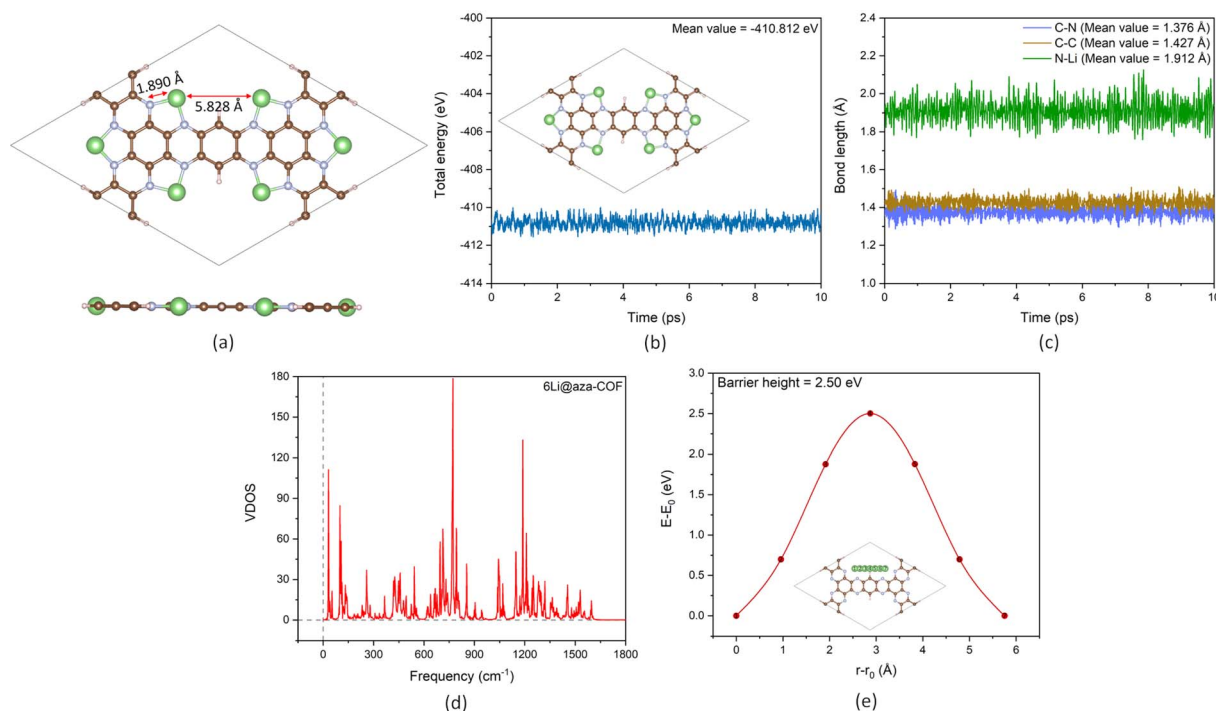 1.890 Å
5.828 Å
(a)
Mean value = -410.812 eV
Total energy (eV)
-400
-402
-404
-406
-408
-410
-412
-414
0
2
4
6
8
10
Time (ps)
(b)
C-N (Mean value = 1.376 Å)
C-C (Mean value = 1.427 Å)
N-Li (Mean value = 1.912 Å)
Bond length (Å)
2.4
2.2
2.0
1.8
1.6
1.4
1.2
1.0
0
2
4
6
8
10
Time (ps)
(c)
6Li@aza-COF
VDOS
180
150
120
90
60
30
0
0
300
600
900
1200
1500
1800
Frequency (cm⁻¹)
(d)
Barrier height = 2.50 eV
E-E₀ (eV)
3.0
2.5
2.0
1.5
1.0
0.5
0.0
0
1
2
3
4
5
6
r-r₀ (Å)
(e)